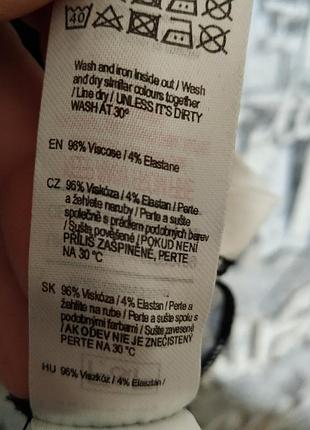 40
Wash and iron inside out / Wash
and dry similar colours together
/ Line dry / UNLESS IT'S DIRTY
WASH AT 30°
EN 96% Viscose / 4% Elastane
CZ 96% Viskóza / 4% Elastan / Perte
a žehlete naruby / Perte a sušte
společně s prádlem podobných barev
/ Sušte pověšené / POKUD NENÍ
PŘÍLIŠ ZAŠPINĚNÉ, PERTE
NA 30 °C
SK 96% Viskóza / 4% Elastan / Perte a
žehlite na rube / Perte a sušte spolu s
podobnými farbami / Sušte zavesené
/ AK ODEV NIE JE ZNEČISTENÝ
PERTE NA 30 °C
HU 96% Viszkóz / 4% Elasztán /